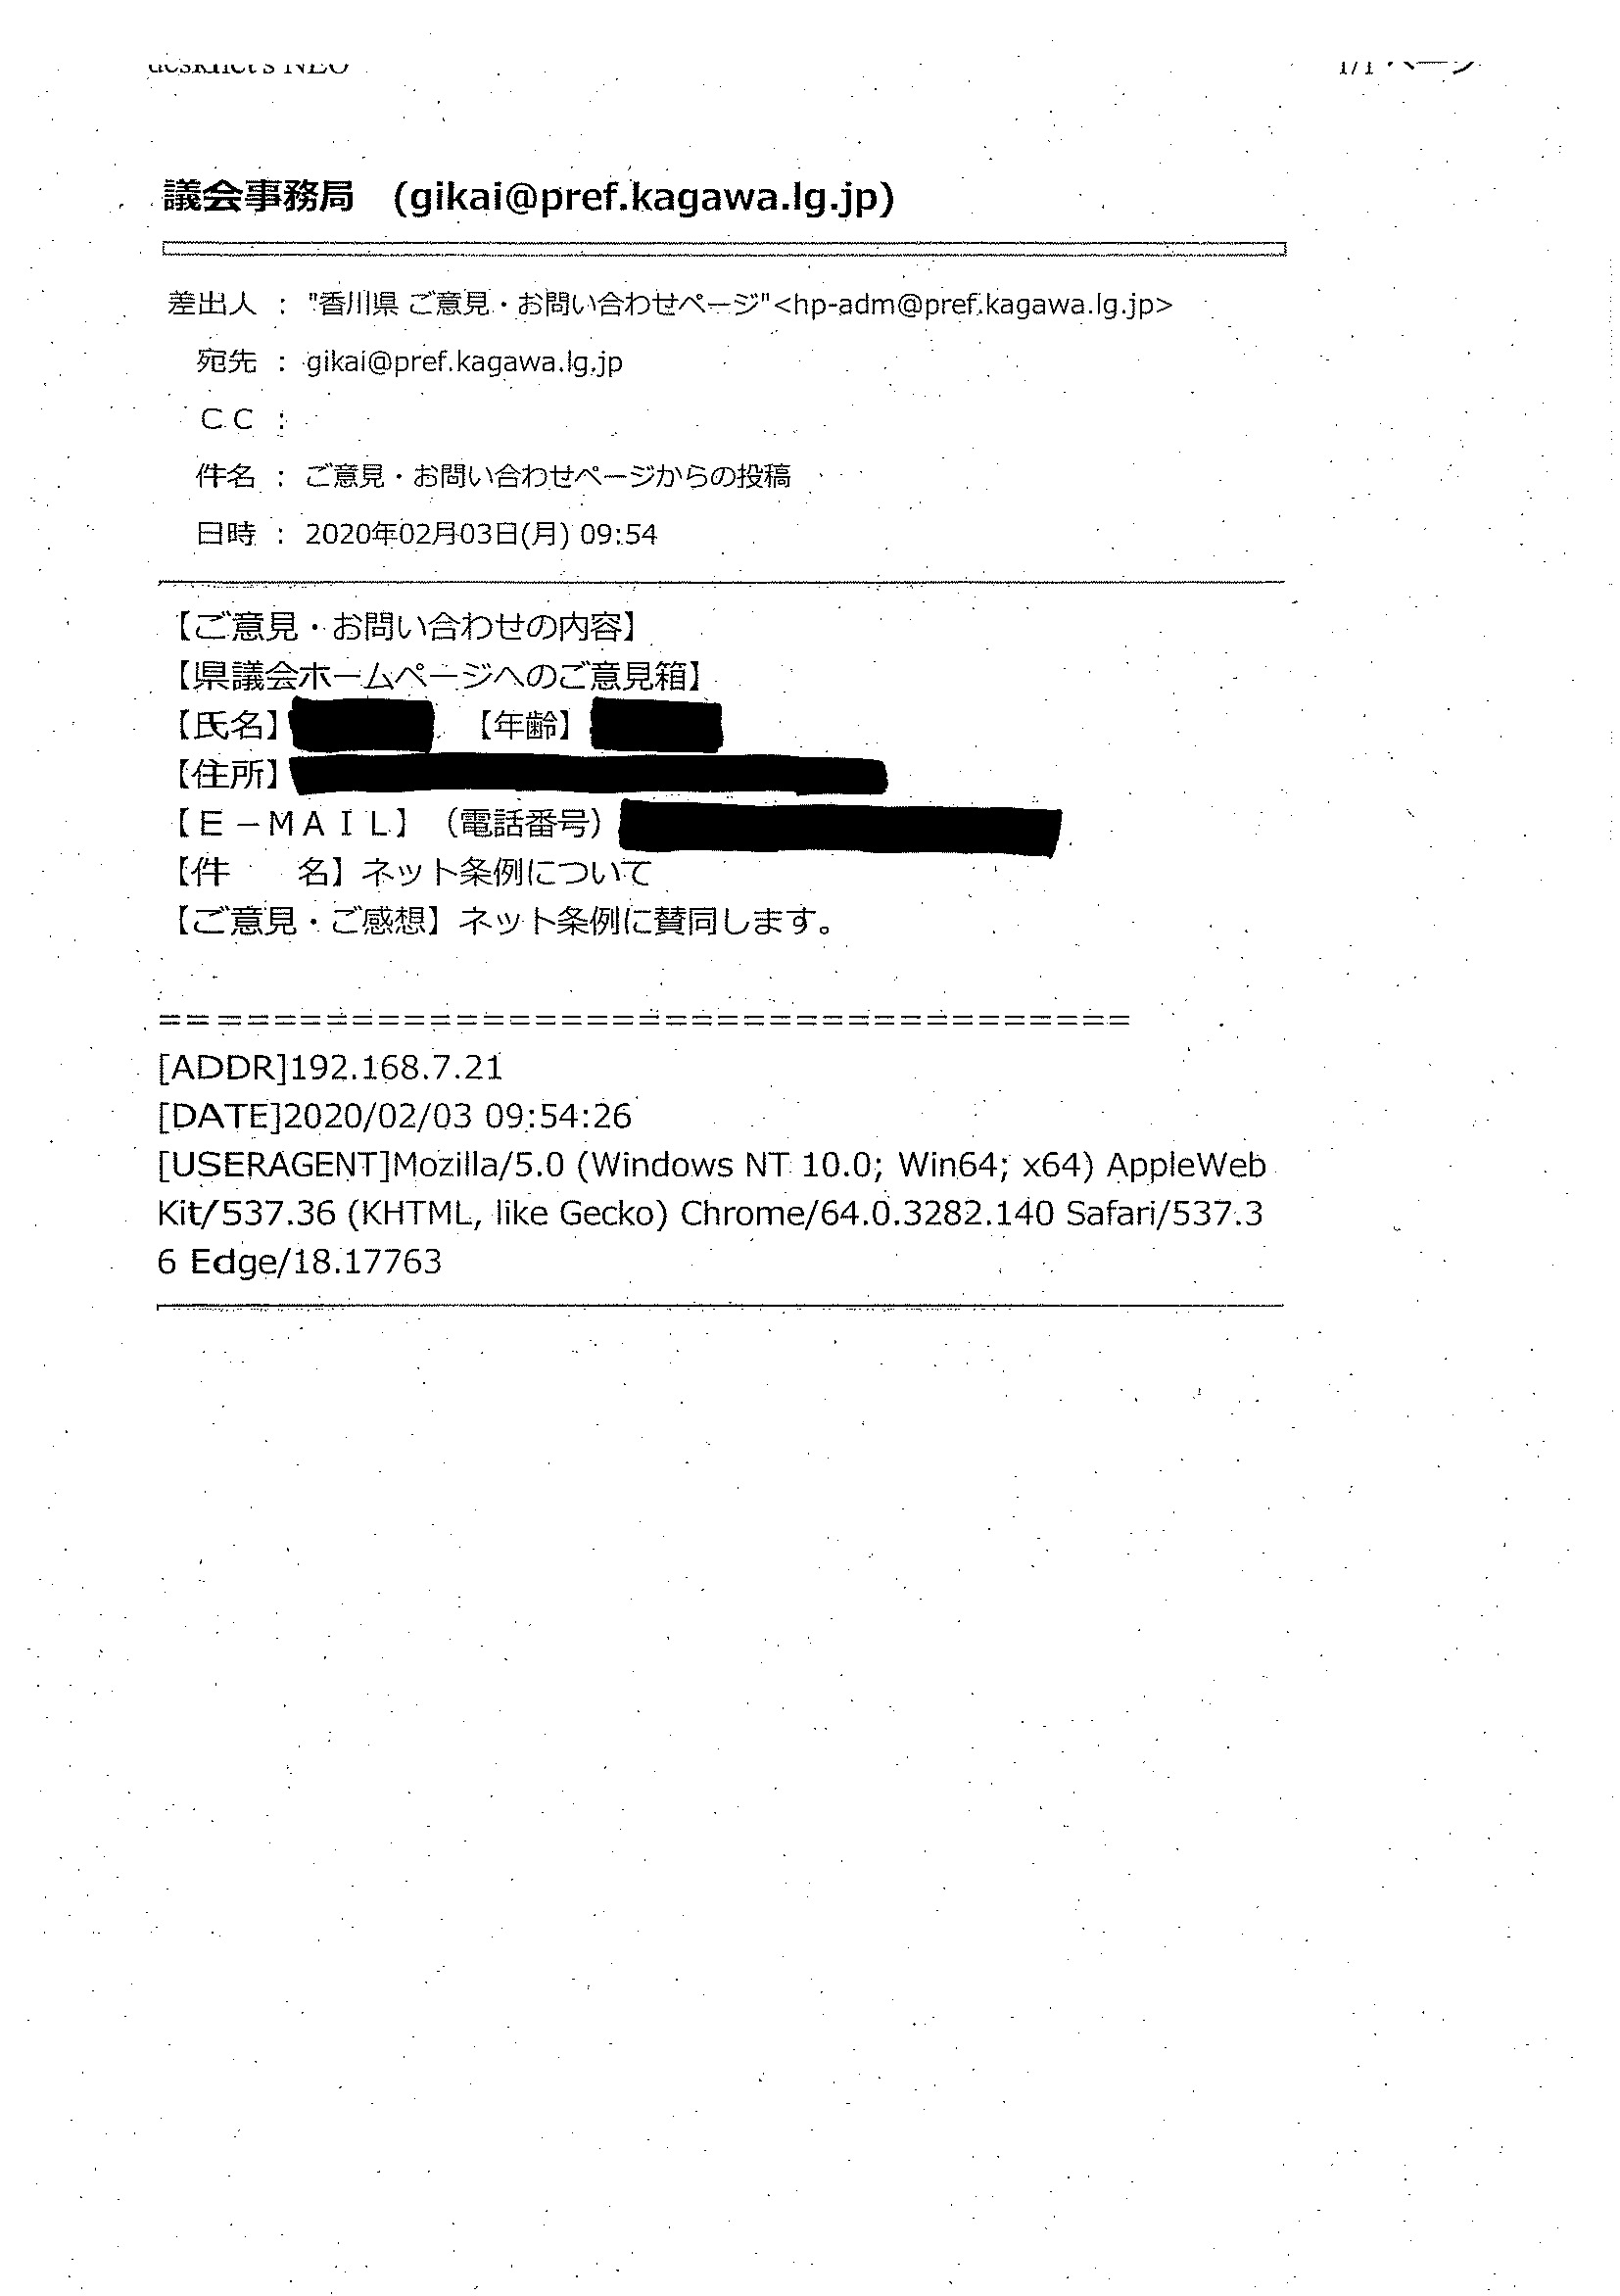 desknet's NEO
1/1 ページ
議会事務局 (gikai@pref.kagawa.lg.jp)
差出人 : "香川県 ご意見・お問い合わせページ"<hp-adm@pref.kagawa.lg.jp>
宛先 : gikai@pref.kagawa.lg.jp
ＣＣ :
件名 : ご意見・お問い合わせページからの投稿
日時 : 2020年02月03日(月) 09:54
【ご意見・お問い合わせの内容】
【県議会ホームページへのご意見箱】
【氏名】 【年齢】
【住所】
【Ｅ－ＭＡＩＬ】（電話番号）
【件　　名】ネット条例について
【ご意見・ご感想】ネット条例に賛同します。
=====================================
[ADDR]192.168.7.21
[DATE]2020/02/03 09:54:26
[USERAGENT]Mozilla/5.0 (Windows NT 10.0; Win64; x64) AppleWeb
Kit/537.36 (KHTML, like Gecko) Chrome/64.0.3282.140 Safari/537.3
6 Edge/18.17763